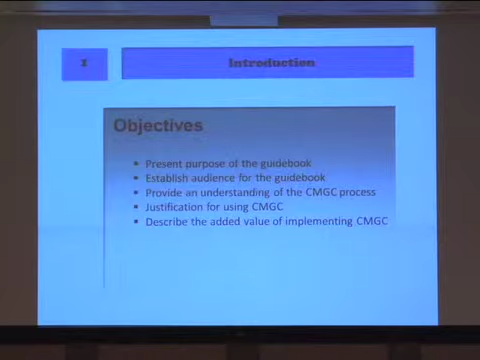 I
Introduction
Objectives
▪ Present purpose of the guidebook
▪ Establish audience for the guidebook
▪ Provide an understanding of the CMGC process
▪ Justification for using CMGC
▪ Describe the added value of implementing CMGC